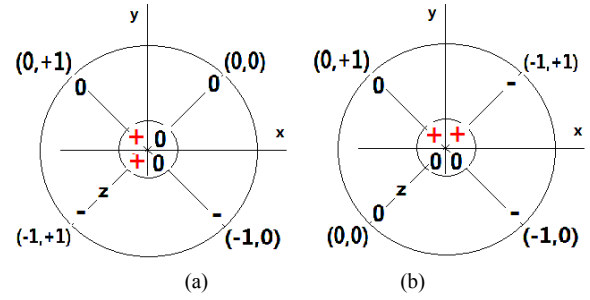 y y
(0,+1) (0,0) (0,+1) (-1,+1)
0 0 0 -
+ 0 + +
x x
+ 0 0 0
z z
- - 0 -
(-1,+1) (-1,0) (0,0) (-1,0)
(a) (b)